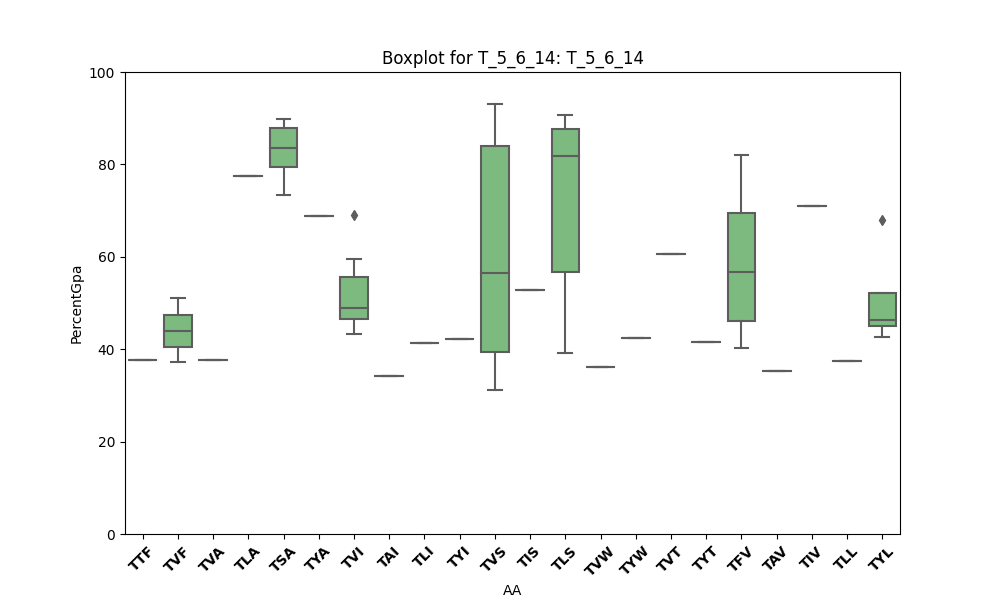 Boxplot for T_5_6_14: T_5_6_14
PercentGpa
100
80
60
40
20
0
TTF TVF TVA TLA TSA TYA TVI TAI TLI TYI TVS TIS TLS TVW TYW TVT TYT TFV TAV TIV TLL TYL
AA